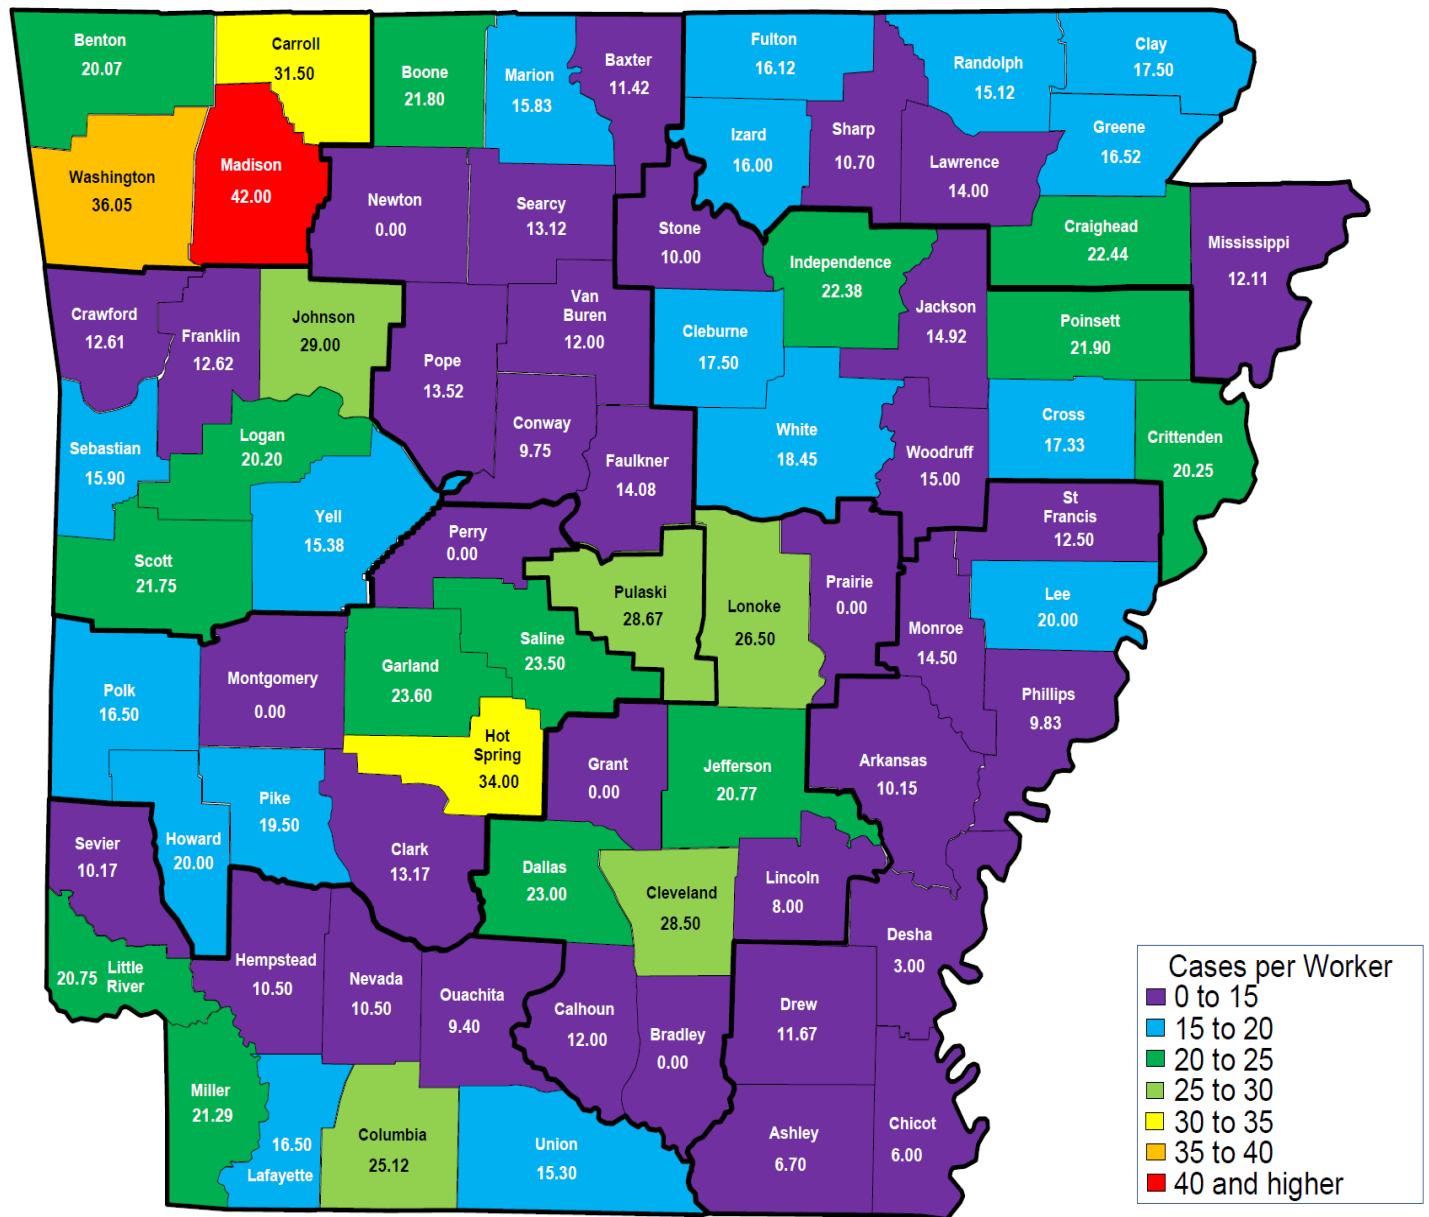 Benton
20.07
Carroll
31.50
Boone
21.80
Marion
15.83
Baxter
11.42
Fulton
16.12
Randolph
15.12
Clay
17.50
Izard
16.00
Sharp
10.70
Lawrence
14.00
Greene
16.52
Washington
36.05
Madison
42.00
Newton
0.00
Searcy
13.12
Stone
10.00
Independence
22.38
Craighead
22.44
Mississippi
12.11
Crawford
12.61
Franklin
12.62
Johnson
29.00
Pope
13.52
Van
Buren
12.00
Cleburne
17.50
Jackson
14.92
Poinsett
21.90
Sebastian
15.90
Logan
20.20
Conway
9.75
Faulkner
14.08
White
18.45
Woodruff
15.00
Cross
17.33
Crittenden
20.25
Scott
21.75
Yell
15.38
Perry
0.00
St
Francis
12.50
Pulaski
28.67
Lonoke
26.50
Prairie
0.00
Monroe
14.50
Lee
20.00
Polk
16.50
Montgomery
0.00
Garland
23.60
Saline
23.50
Phillips
9.83
Hot
Spring
34.00
Grant
0.00
Jefferson
20.77
Arkansas
10.15
Sevier
10.17
Howard
20.00
Pike
19.50
Clark
13.17
Dallas
23.00
Cleveland
28.50
Lincoln
8.00
Desha
3.00
20.75
Little
River
Hempstead
10.50
Nevada
10.50
Ouachita
9.40
Calhoun
12.00
Bradley
0.00
Drew
11.67
Miller
21.29
16.50
Lafayette
Columbia
25.12
Union
15.30
Ashley
6.70
Chicot
6.00
Cases per Worker
0 to 15
15 to 20
20 to 25
25 to 30
30 to 35
35 to 40
40 and higher